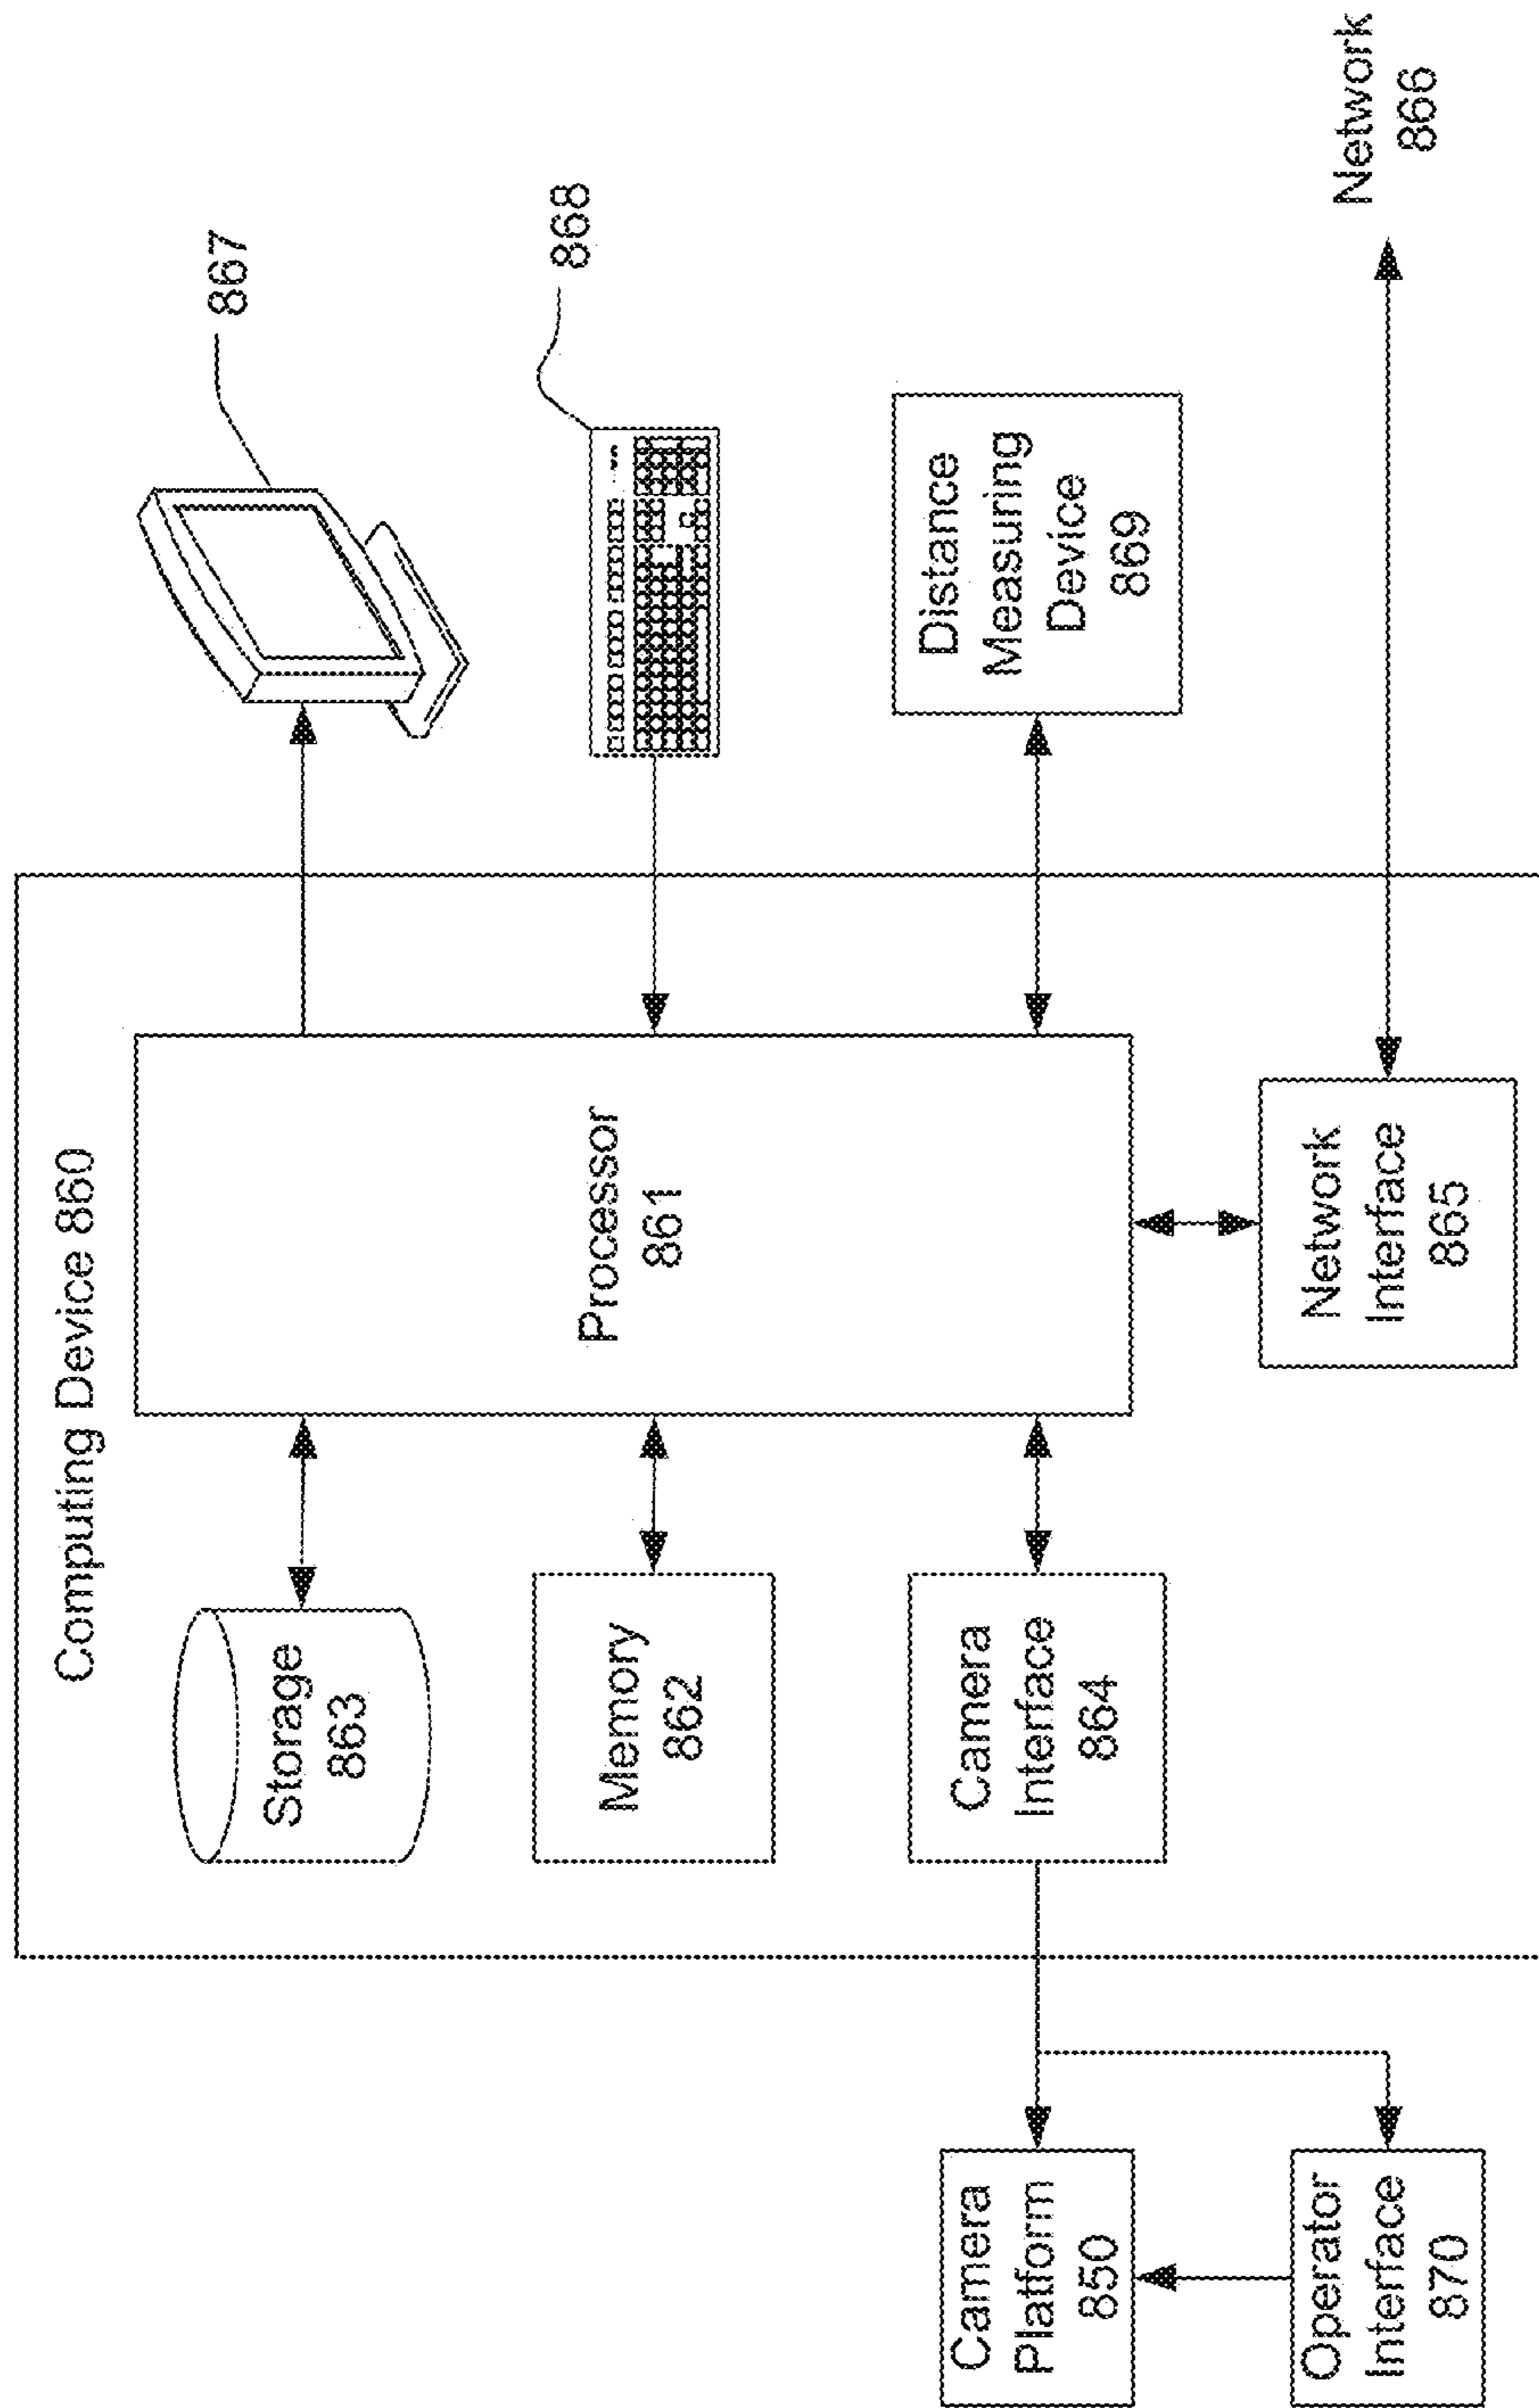 Computing Device 860
Storage
863
Memory
862
Camera
Interface
864
Processor
861
Network
Interface
865
Camera
Platform
850
Operator
Interface
870
867
868
Distance
Measuring
Device
869
Network
866